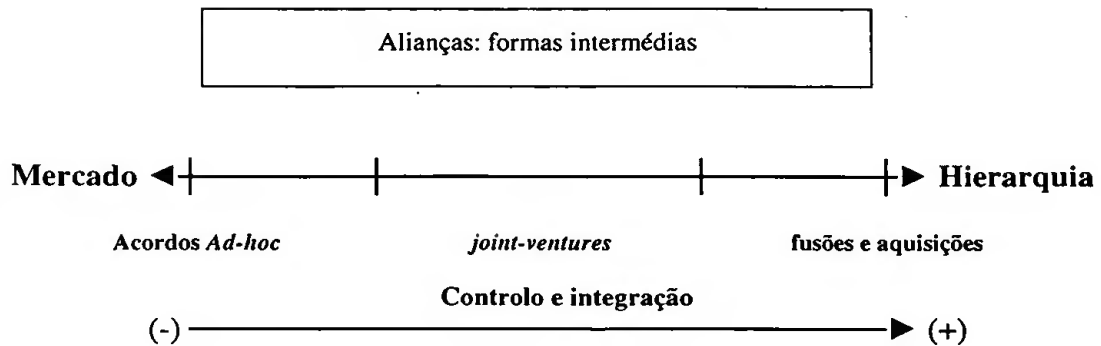 Alianças: formas intermédias
Mercado Hierarquia
Acordos Ad-hoc joint-ventures fusões e aquisições
Controlo e integração
(-) (+)